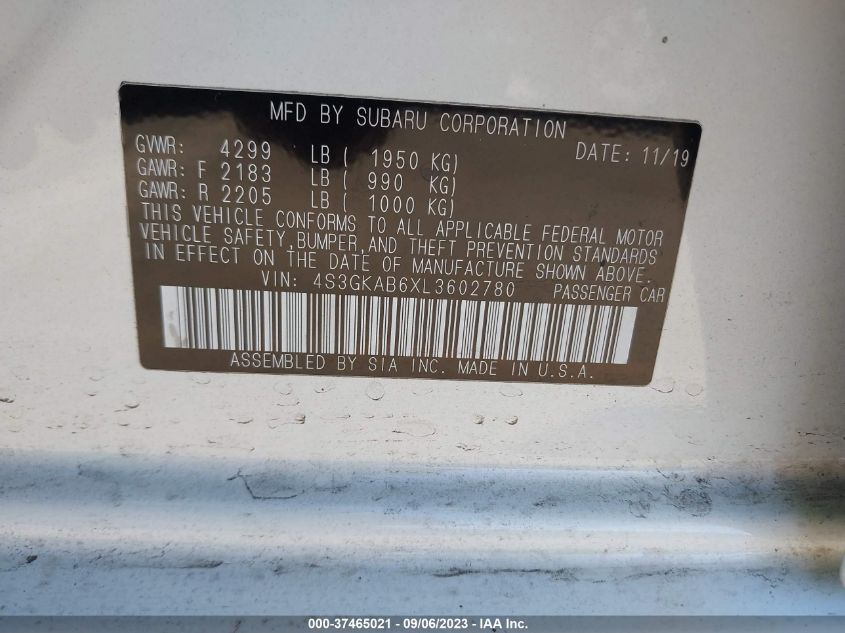 MFD BY SUBARU CORPORATION
GVWR: 4299 LB ( 1950 KG) DATE: 11/19
GAWR: F 2183 LB ( 990 KG)
GAWR: R 2205 LB ( 1000 KG)
THIS VEHICLE CONFORMS TO ALL APPLICABLE FEDERAL MOTOR
VEHICLE SAFETY,BUMPER,AND THEFT PREVENTION STANDARDS
IN EFFECT ON THE DATE OF MANUFACTURE SHOWN ABOVE.
VIN: 4S3GKAB6XL3602780 PASSENGER CAR
ASSEMBLED BY SIA INC. MADE IN U.S.A.
000-37465021 - 09/06/2023 - IAA Inc.